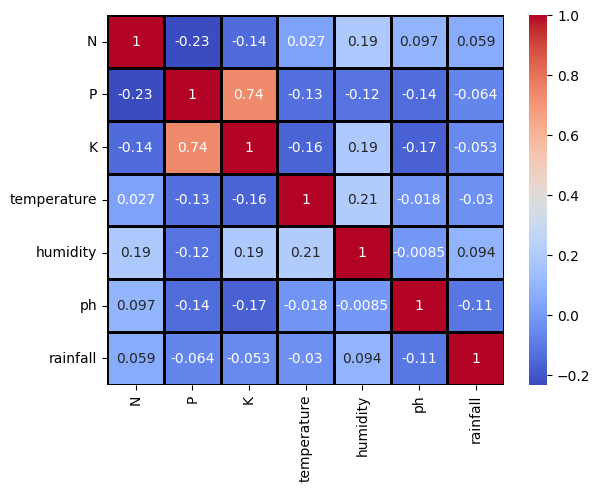 N 1 -0.23 -0.14 0.027 0.19 0.097 0.059
P -0.23 1 0.74 -0.13 -0.12 -0.14 -0.064
K -0.14 0.74 1 -0.16 0.19 -0.17 -0.053
temperature 0.027 -0.13 -0.16 1 0.21 -0.018 -0.03
humidity 0.19 -0.12 0.19 0.21 1 -0.0085 0.094
ph 0.097 -0.14 -0.17 -0.018 -0.0085 1 -0.11
rainfall 0.059 -0.064 -0.053 -0.03 0.094 -0.11 1
N P K temperature humidity ph rainfall
1.0
0.8
0.6
0.4
0.2
0.0
−0.2